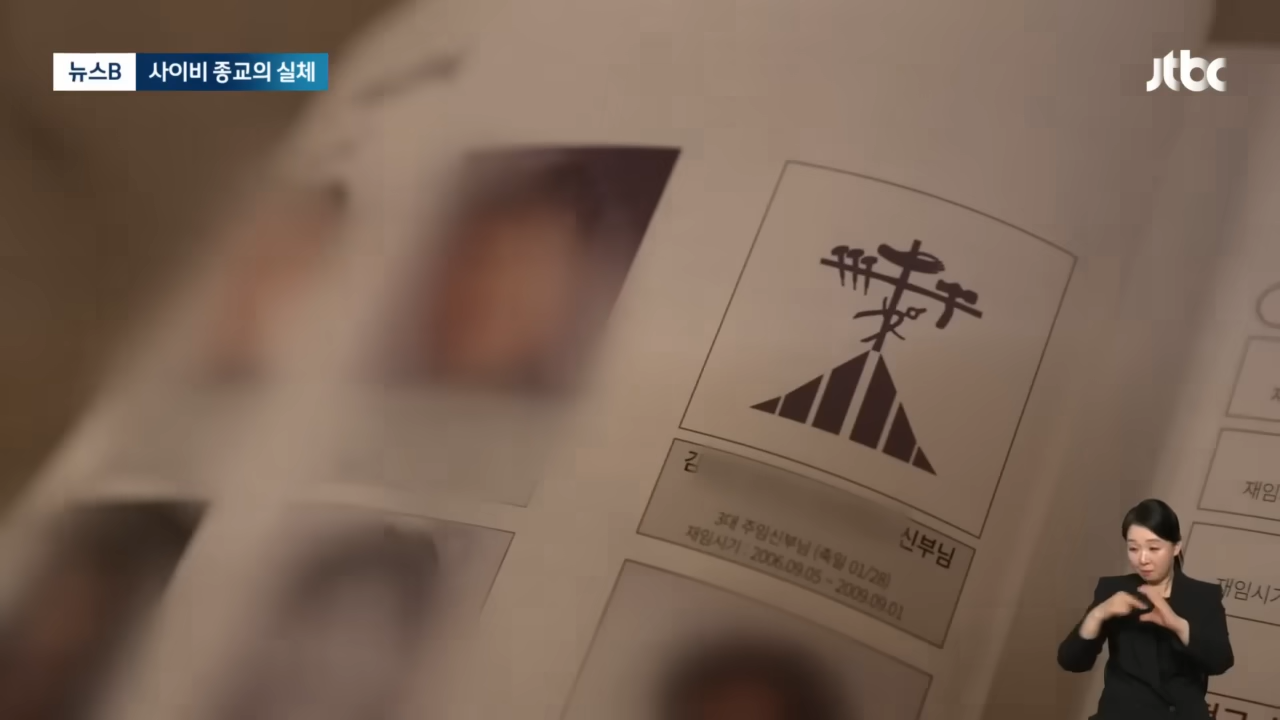 뉴스B 사이비 종교의 실체
jtbc
김
신부님
3대 주임신부님 (축일 01/28)
재임시기 : 2006.09.05 - 2009.09.01
재임
재임시기